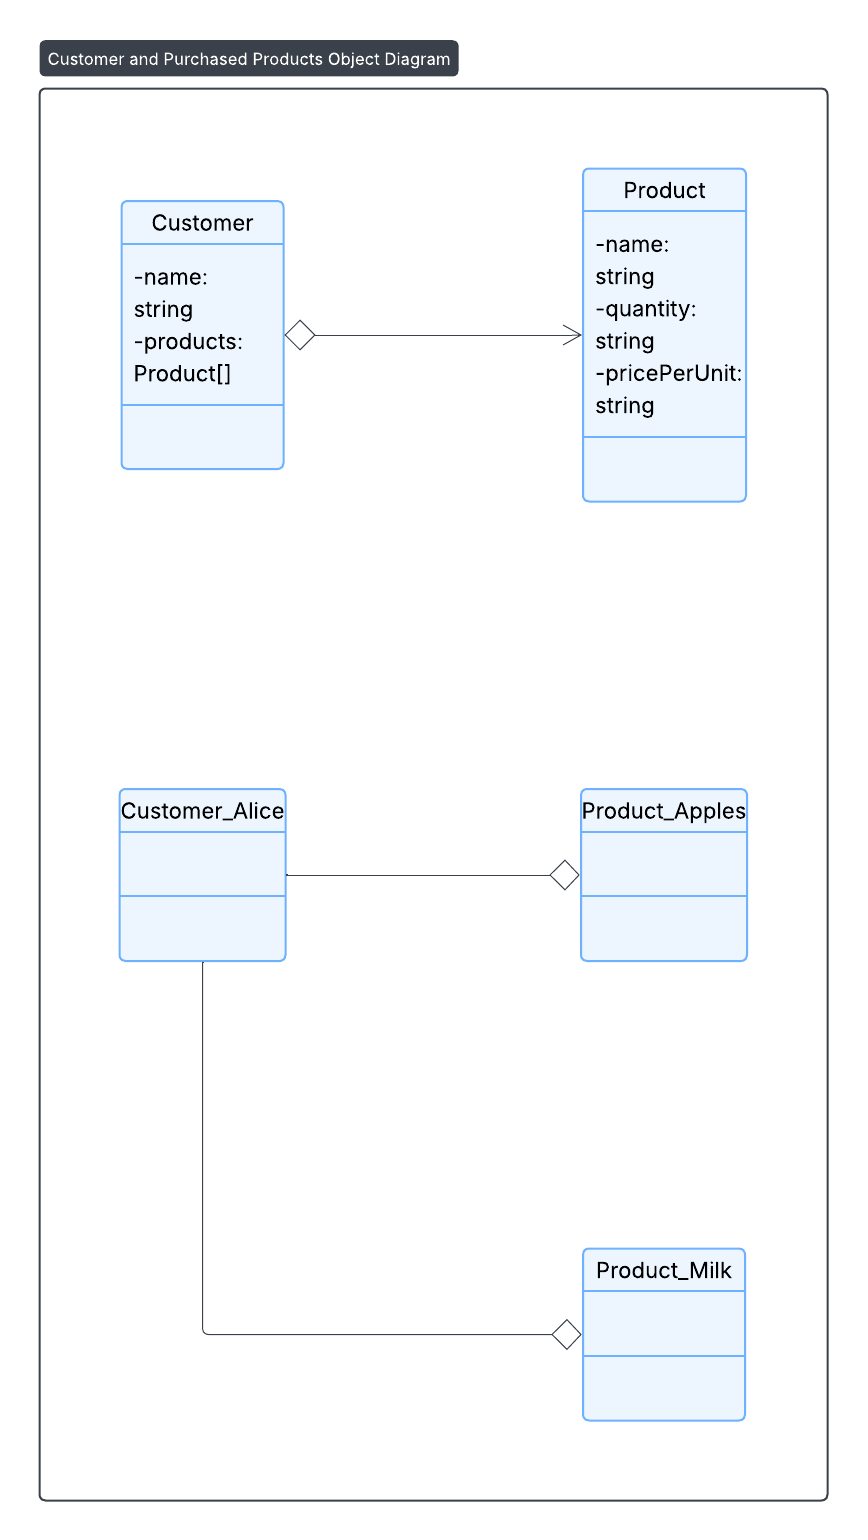 Customer and Purchased Products Object Diagram
Customer
-name:
string
-products:
Product[]
Product
-name:
string
-quantity:
string
-pricePerUnit:
string
Customer_Alice
Product_Apples
Product_Milk